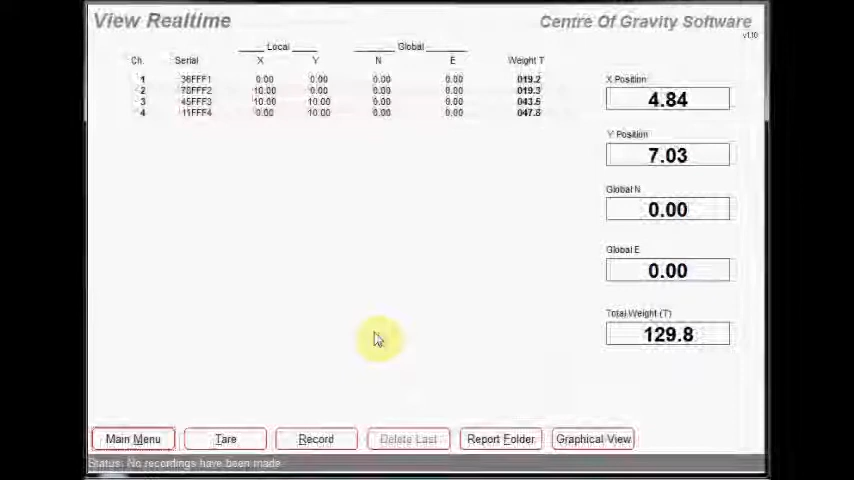 View Realtime
Centre Of Gravity Software
v1.10
Local Global
Ch. Serial X Y N E Weight T
1 36FFF1 0.00 0.00 0.00 0.00 019.2
2 78FFF2 10.00 0.00 0.00 0.00 019.3
3 45FFF3 10.00 10.00 0.00 0.00 043.5
4 11FFF4 0.00 10.00 0.00 0.00 047.8
X Position
4.84
Y Position
7.03
Global N
0.00
Global E
0.00
Total Weight (T)
129.8
Main Menu Tare Record Delete Last Report Folder Graphical View
Status: No recordings have been made.